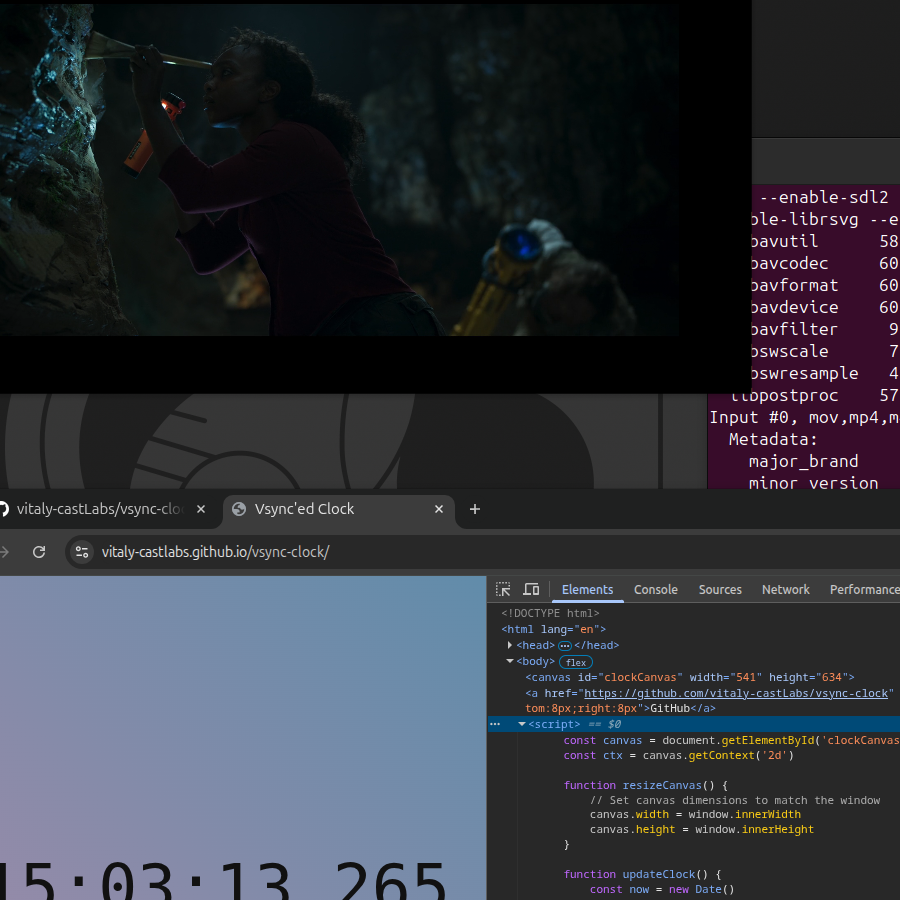 --enable-sdl2
ble-librsvg --e
bavutil 58
bavcodec 60
bavformat 60
bavdevice 60
bavfilter 9
bswscale 7
bswresample 4
libpostproc 57
Input #0, mov,mp4,m
Metadata:
major_brand
minor_version
vitaly-castLabs/vsync-clo
Vsync'ed Clock
vitaly-castlabs.github.io/vsync-clock/
Elements Console Sources Network Performance
<!DOCTYPE html>
<html lang="en">
<head> ... </head>
<body> flex
<canvas id="clockCanvas" width="541" height="634">
<a href="https://github.com/vitaly-castLabs/vsync-clock"
tom:8px;right:8px">GitHub</a>
... <script> == $0
const canvas = document.getElementById('clockCanvas
const ctx = canvas.getContext('2d')
function resizeCanvas() {
// Set canvas dimensions to match the window
canvas.width = window.innerWidth
canvas.height = window.innerHeight
}
function updateClock() {
const now = new Date()
15:03:13.265